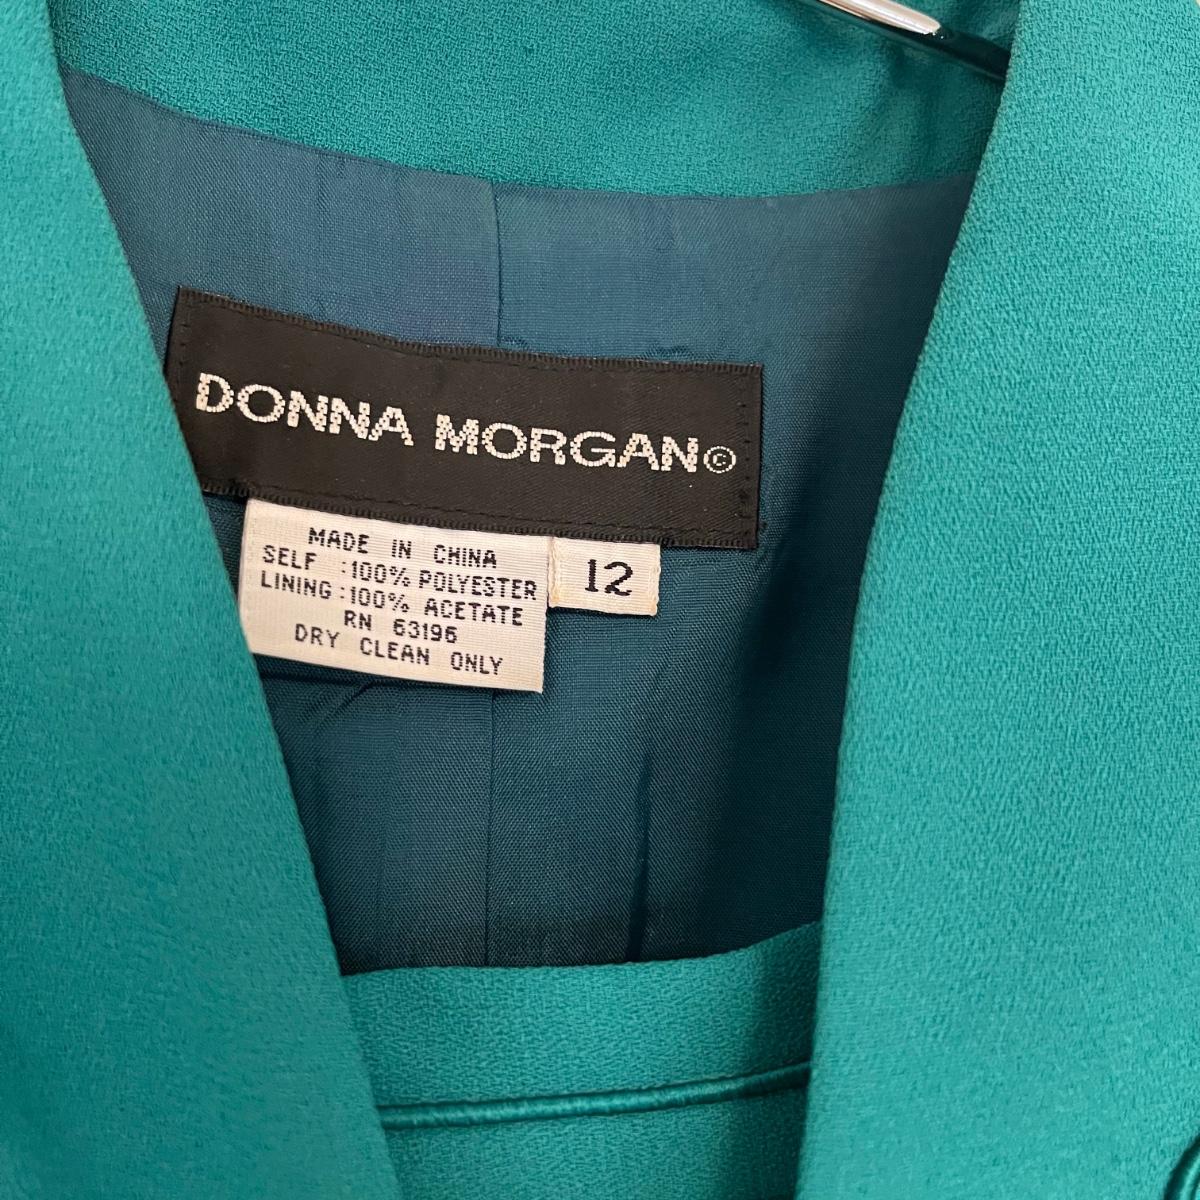 DONNA MORGAN©
MADE IN CHINA
SELF :100% POLYESTER
LINING:100% ACETATE
RN 63196
DRY CLEAN ONLY
12